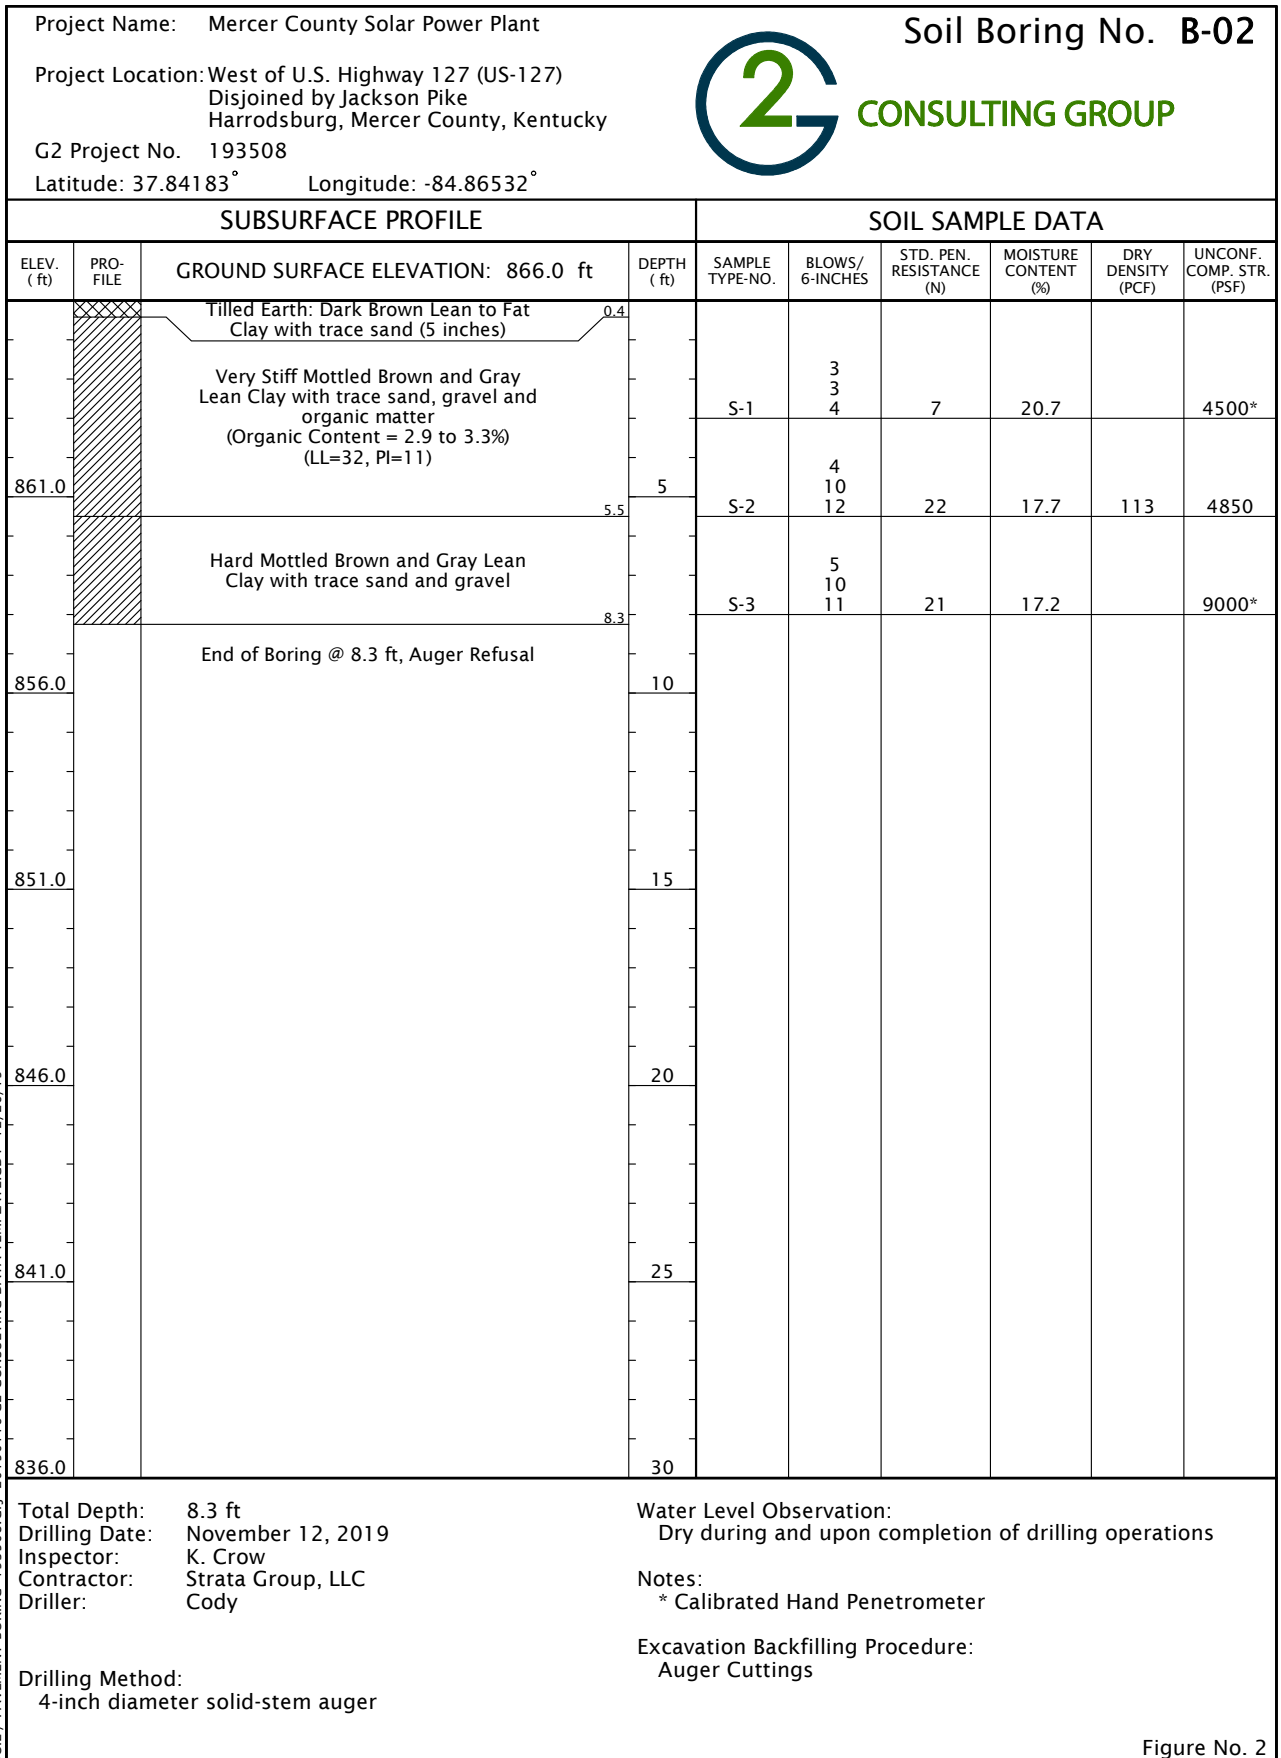 Project Name: Mercer County Solar Power Plant
Soil Boring No. B-02
Project Location: West of U.S. Highway 127 (US-127)
Disjoined by Jackson Pike
Harrodsburg, Mercer County, Kentucky
G2 Project No. 193508
Latitude: 37.84183° Longitude: -84.86532°
G2 CONSULTING GROUP
SUBSURFACE PROFILE
SOIL SAMPLE DATA
ELEV. ( ft)
PRO- FILE
GROUND SURFACE ELEVATION: 866.0 ft
DEPTH ( ft)
SAMPLE TYPE-NO.
BLOWS/ 6-INCHES
STD. PEN. RESISTANCE (N)
MOISTURE CONTENT (%)
DRY DENSITY (PCF)
UNCONF. COMP. STR. (PSF)
Tilled Earth: Dark Brown Lean to Fat 0.4
Clay with trace sand (5 inches)
Very Stiff Mottled Brown and Gray
Lean Clay with trace sand, gravel and
organic matter
(Organic Content = 2.9 to 3.3%)
(LL=32, PI=11)
3
3
S-1 4 7 20.7 4500*
4
861.0 5 10
5.5 S-2 12 22 17.7 113 4850
Hard Mottled Brown and Gray Lean
Clay with trace sand and gravel
5
10
S-3 11 21 17.2 9000*
8.3
End of Boring @ 8.3 ft, Auger Refusal
856.0 10
851.0 15
846.0 20
841.0 25
836.0 30
Total Depth: 8.3 ft
Drilling Date: November 12, 2019
Inspector: K. Crow
Contractor: Strata Group, LLC
Driller: Cody
Drilling Method:
4-inch diameter solid-stem auger
Water Level Observation:
Dry during and upon completion of drilling operations
Notes:
* Calibrated Hand Penetrometer
Excavation Backfilling Procedure:
Auger Cuttings
Figure No. 2